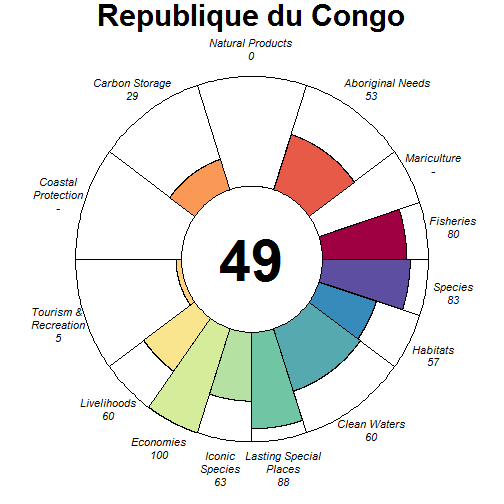 Republique du Congo
Natural Products
0
Aboriginal Needs
53
Mariculture
-
Fisheries
80
Species
83
Habitats
57
Clean Waters
60
Lasting Special
Places
88
Iconic
Species
63
Economies
100
Livelihoods
60
Tourism &
Recreation
5
Coastal
Protection
-
Carbon Storage
29
49